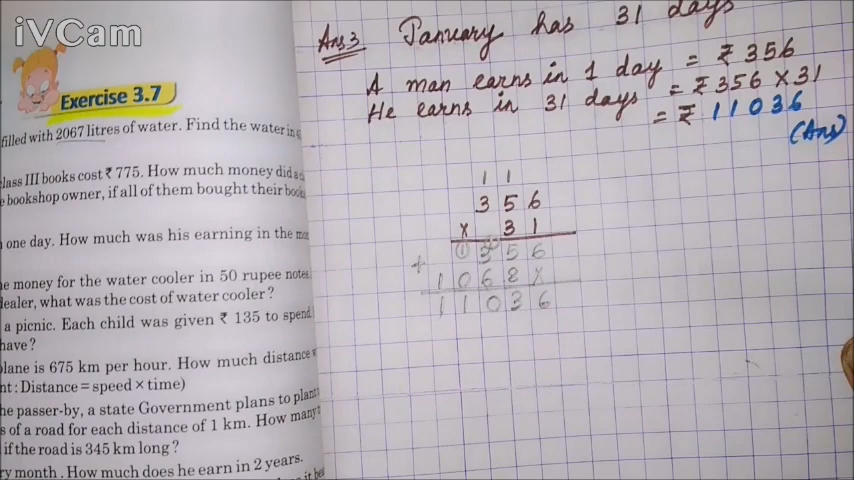 iVCam
Exercise 3.7
filled with 2067 litres of water. Find the water in
lass III books cost ₹ 775. How much money did a
e bookshop owner, if all of them bought their book
one day. How much was his earning in the
e money for the water cooler in 50 rupee notes
dealer, what was the cost of water cooler?
a picnic. Each child was given ₹ 135 to spend
have?
plane is 675 km per hour. How much distance
nt : Distance = speed × time)
he passer-by, a state Government plans to plant
s of a road for each distance of 1 km. How many
if the road is 345 km long?
ry month . How much does he earn in 2 years.
Ans3 January has 31 days
A man earns in 1 day = ₹ 356
He earns in 31 days = ₹ 356 × 31
= ₹ 11036
(Ans)
1 1
3 5 6
× 3 1
3 5 6
+ 1 0 6 8 ×
1 1 0 3 6